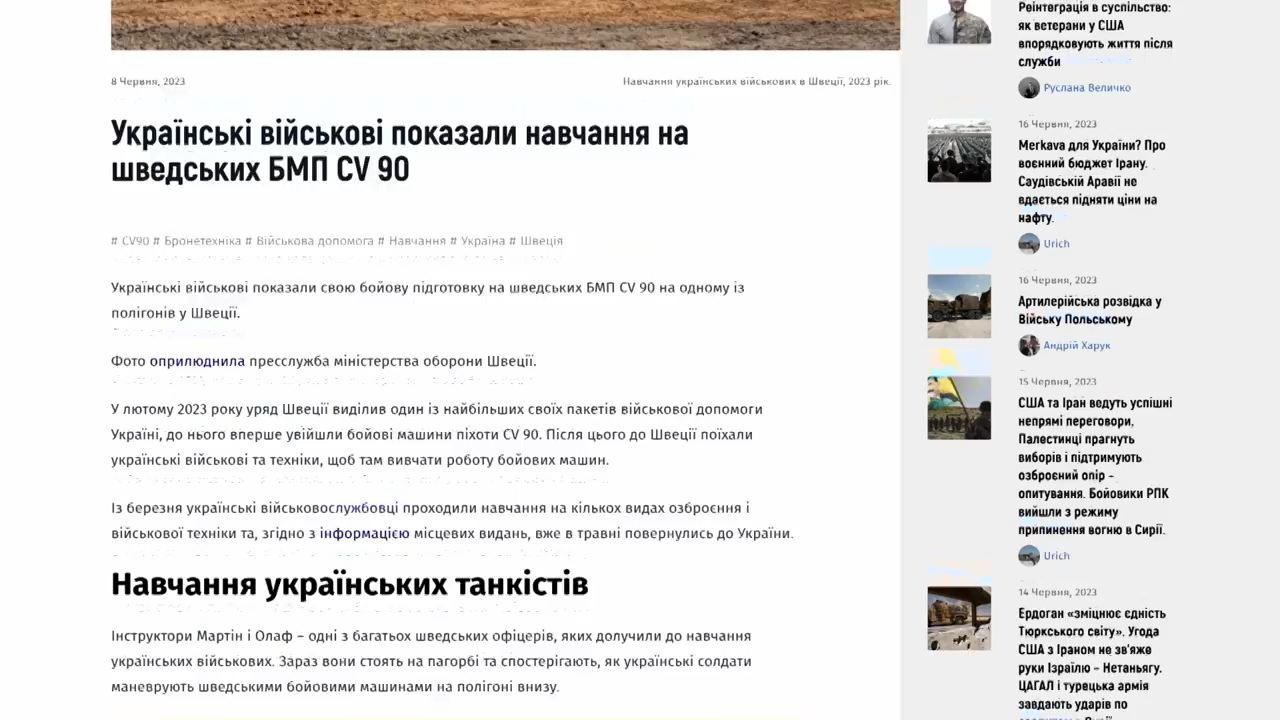 8 Червня, 2023
Навчання українських військових в Швеції, 2023 рік.
Українські військові показали навчання на
шведських БМП CV 90
# CV90 # Бронетехніка # Військова допомога # Навчання # Україна # Швеція
Українські військові показали свою бойову підготовку на шведських БМП CV 90 на одному із
полігонів у Швеції.
Фото оприлюднила пресслужба міністерства оборони Швеції.
У лютому 2023 року уряд Швеції виділив один із найбільших своїх пакетів військової допомоги
Україні, до нього вперше увійшли бойові машини піхоти CV 90. Після цього до Швеції поїхали
українські військові та техніки, щоб там вивчати роботу бойових машин.
Із березня українські військовослужбовці проходили навчання на кількох видах озброєння і
військової техніки та, згідно з інформацією місцевих видань, вже в травні повернулись до України.
Навчання українських танкістів
Інструктори Мартін і Олаф – одні з багатьох шведських офіцерів, яких долучили до навчання
українських військових. Зараз вони стоять на пагорбі та спостерігають, як українські солдати
маневрують шведськими бойовими машинами на полігоні внизу.
Реінтеграція в суспільство:
як ветерани у США
впорядковують життя після
служби
Руслана Величко
16 Червня, 2023
Merkava для України? Про
воєнний бюджет Ірану.
Саудівській Аравії не
вдається підняти ціни на
нафту.
Urich
16 Червня, 2023
Артилерійська розвідка у
Війську Польському
Андрій Харук
15 Червня, 2023
США та Іран ведуть успішні
непрямі переговори,
Палестинці прагнуть
виборів і підтримують
озброєний опір –
опитування. Бойовики РПК
вийшли з режиму
припинення вогню в Сирії.
Urich
14 Червня, 2023
Ердоган «зміцнює єдність
Тюркського світу». Угода
США з Іраном не зв'яже
руки Ізраїлю – Нетаньягу.
ЦАГАЛ і турецька армія
завдають ударів по